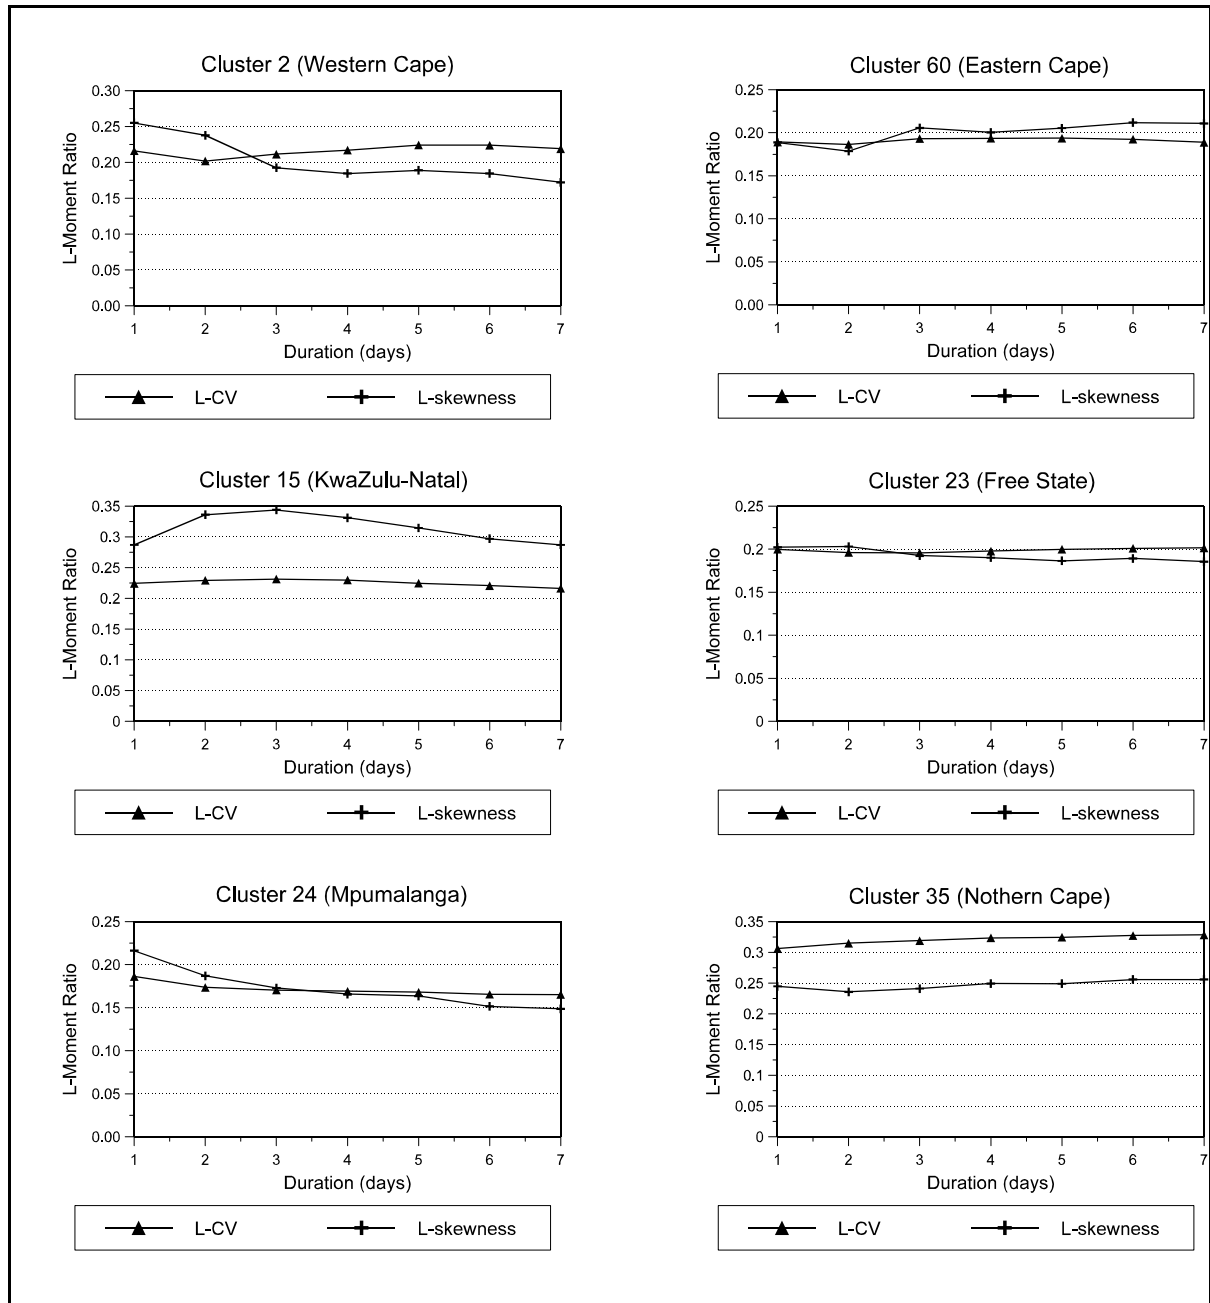 Cluster 2 (Western Cape)
0.30
0.25
0.20
0.15
0.10
0.05
0.00
L-Moment Ratio
1 2 3 4 5 6 7
Duration (days)
L-CV L-skewness
Cluster 60 (Eastern Cape)
0.25
0.20
0.15
0.10
0.05
0.00
L-Moment Ratio
1 2 3 4 5 6 7
Duration (days)
L-CV L-skewness
Cluster 15 (KwaZulu-Natal)
0.35
0.3
0.25
0.2
0.15
0.1
0.05
0
L-Moment Ratio
1 2 3 4 5 6 7
Duration (days)
L-CV L-skewness
Cluster 23 (Free State)
0.25
0.2
0.15
0.1
0.05
0
L-Moment Ratio
1 2 3 4 5 6 7
Duration (days)
L-CV L-skewness
Cluster 24 (Mpumalanga)
0.25
0.20
0.15
0.10
0.05
0.00
L-Moment Ratio
1 2 3 4 5 6 7
Duration (days)
L-CV L-skewness
Cluster 35 (Nothern Cape)
0.35
0.3
0.25
0.2
0.15
0.1
0.05
0
L-Moment Ratio
1 2 3 4 5 6 7
Duration (days)
L-CV L-skewness